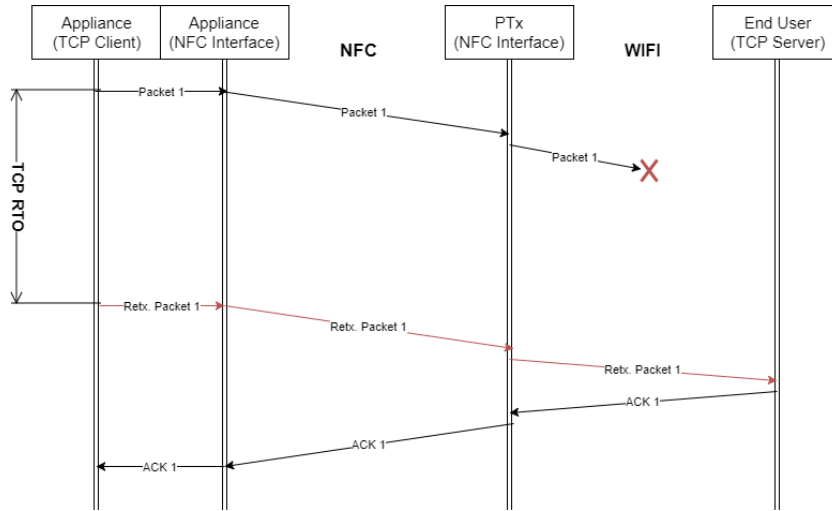 Appliance
(TCP Client)
Appliance
(NFC Interface)
PTx
(NFC Interface)
End User
(TCP Server)
NFC
WIFI
Packet 1
Packet 1
Packet 1
TCP RTO
Retx. Packet 1
Retx. Packet 1
Retx. Packet 1
ACK 1
ACK 1
ACK 1